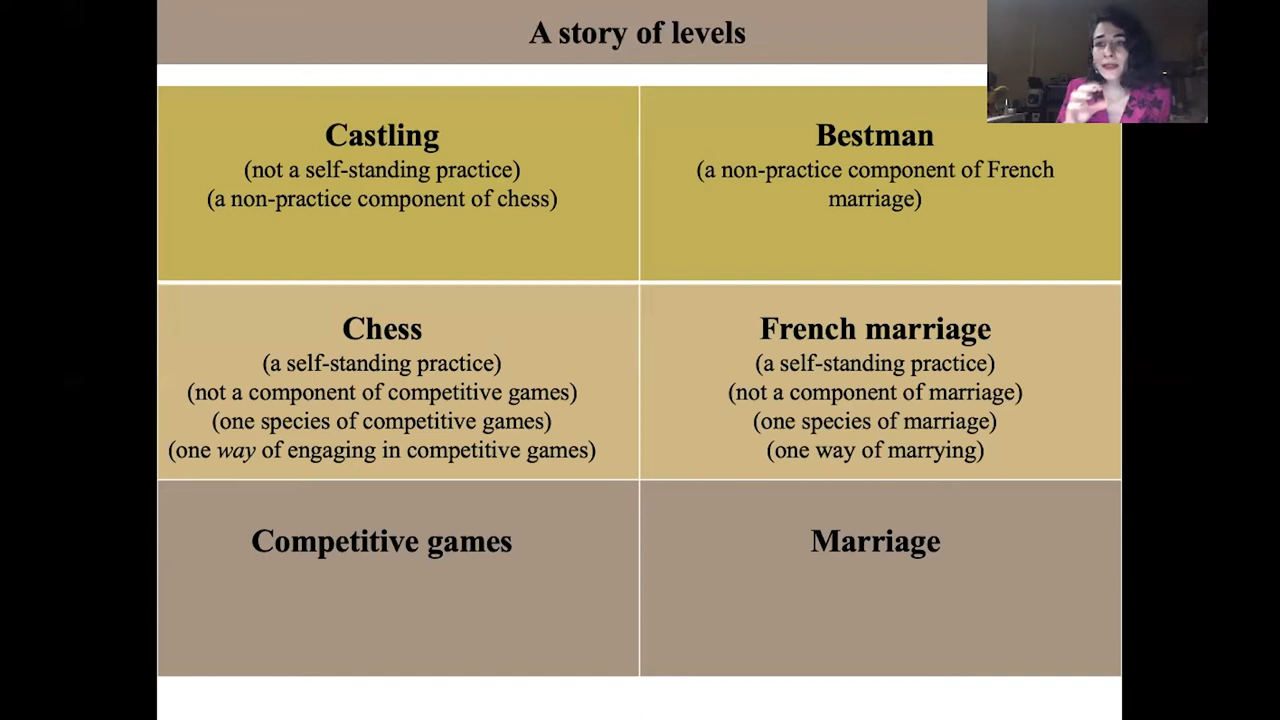 A story of levels
Castling
(not a self-standing practice)
(a non-practice component of chess)
Bestman
(a non-practice component of French
marriage)
Chess
(a self-standing practice)
(not a component of competitive games)
(one species of competitive games)
(one way of engaging in competitive games)
French marriage
(a self-standing practice)
(not a component of marriage)
(one species of marriage)
(one way of marrying)
Competitive games
Marriage